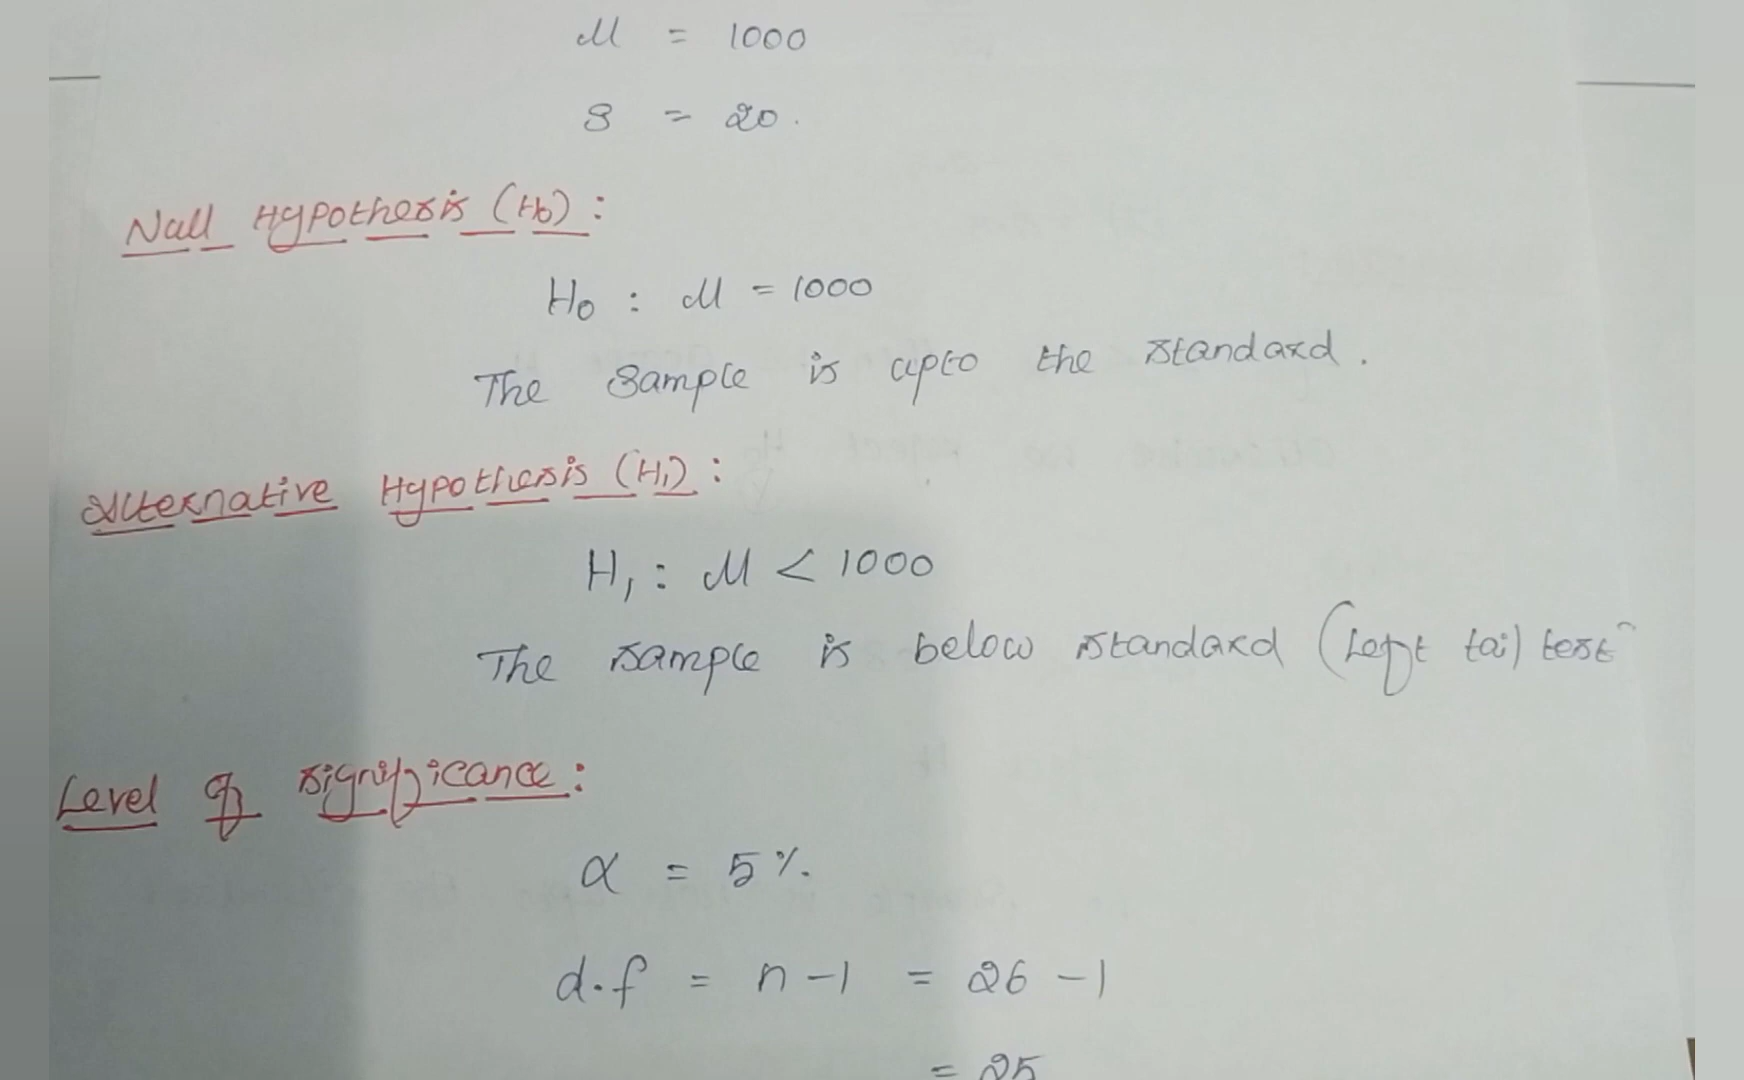 μ = 1000
S = 20.
Null Hypothesis (H0) :
H0 : μ = 1000
The Sample is upto the standard.
Alternative Hypothesis (H1) :
H1 : μ < 1000
The sample is below standard (Left tail test
Level of significance :
α = 5%.
d.f = n-1 = 26 - 1
= 25